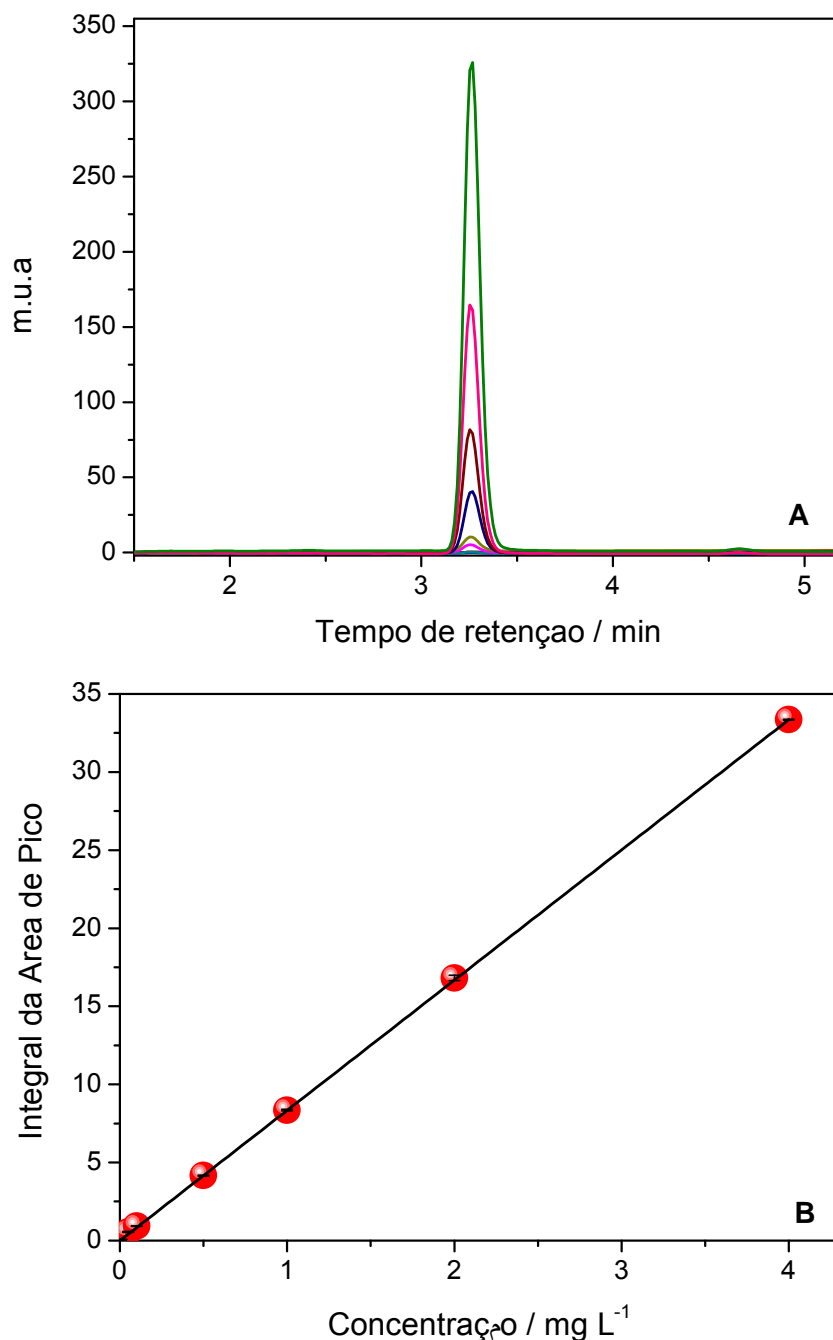 350
300
250
200
150
100
50
0
m.u.a
A
2 3 4 5
Tempo de retençao / min
35
30
25
20
15
10
5
0
Integral da Area de Pico
B
0 1 2 3 4
Concentraçمo / mg L⁻¹